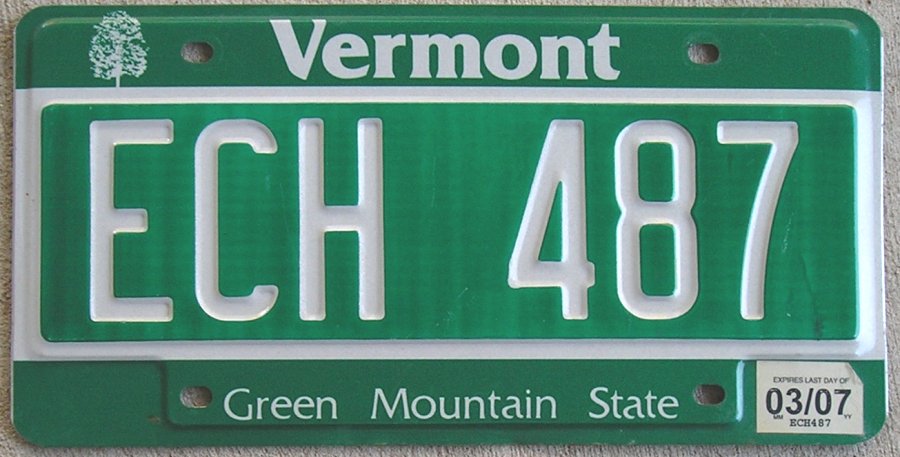 Vermont
ECH 487
Green Mountain State
EXPIRES LAST DAY OF
03/07
MM YY
ECH487